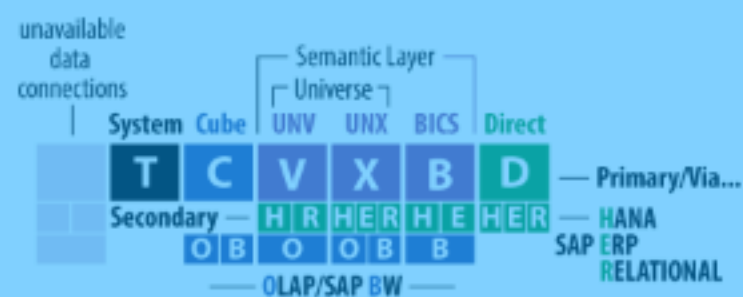 unavailable
data
connections
Semantic Layer
Universe
System Cube UNV UNX BICS Direct
T C V X B D Primary/Via...
Secondary H R H E R H E H E R HANA
O B O O B B SAP ERP
RELATIONAL
OLAP/SAP BW